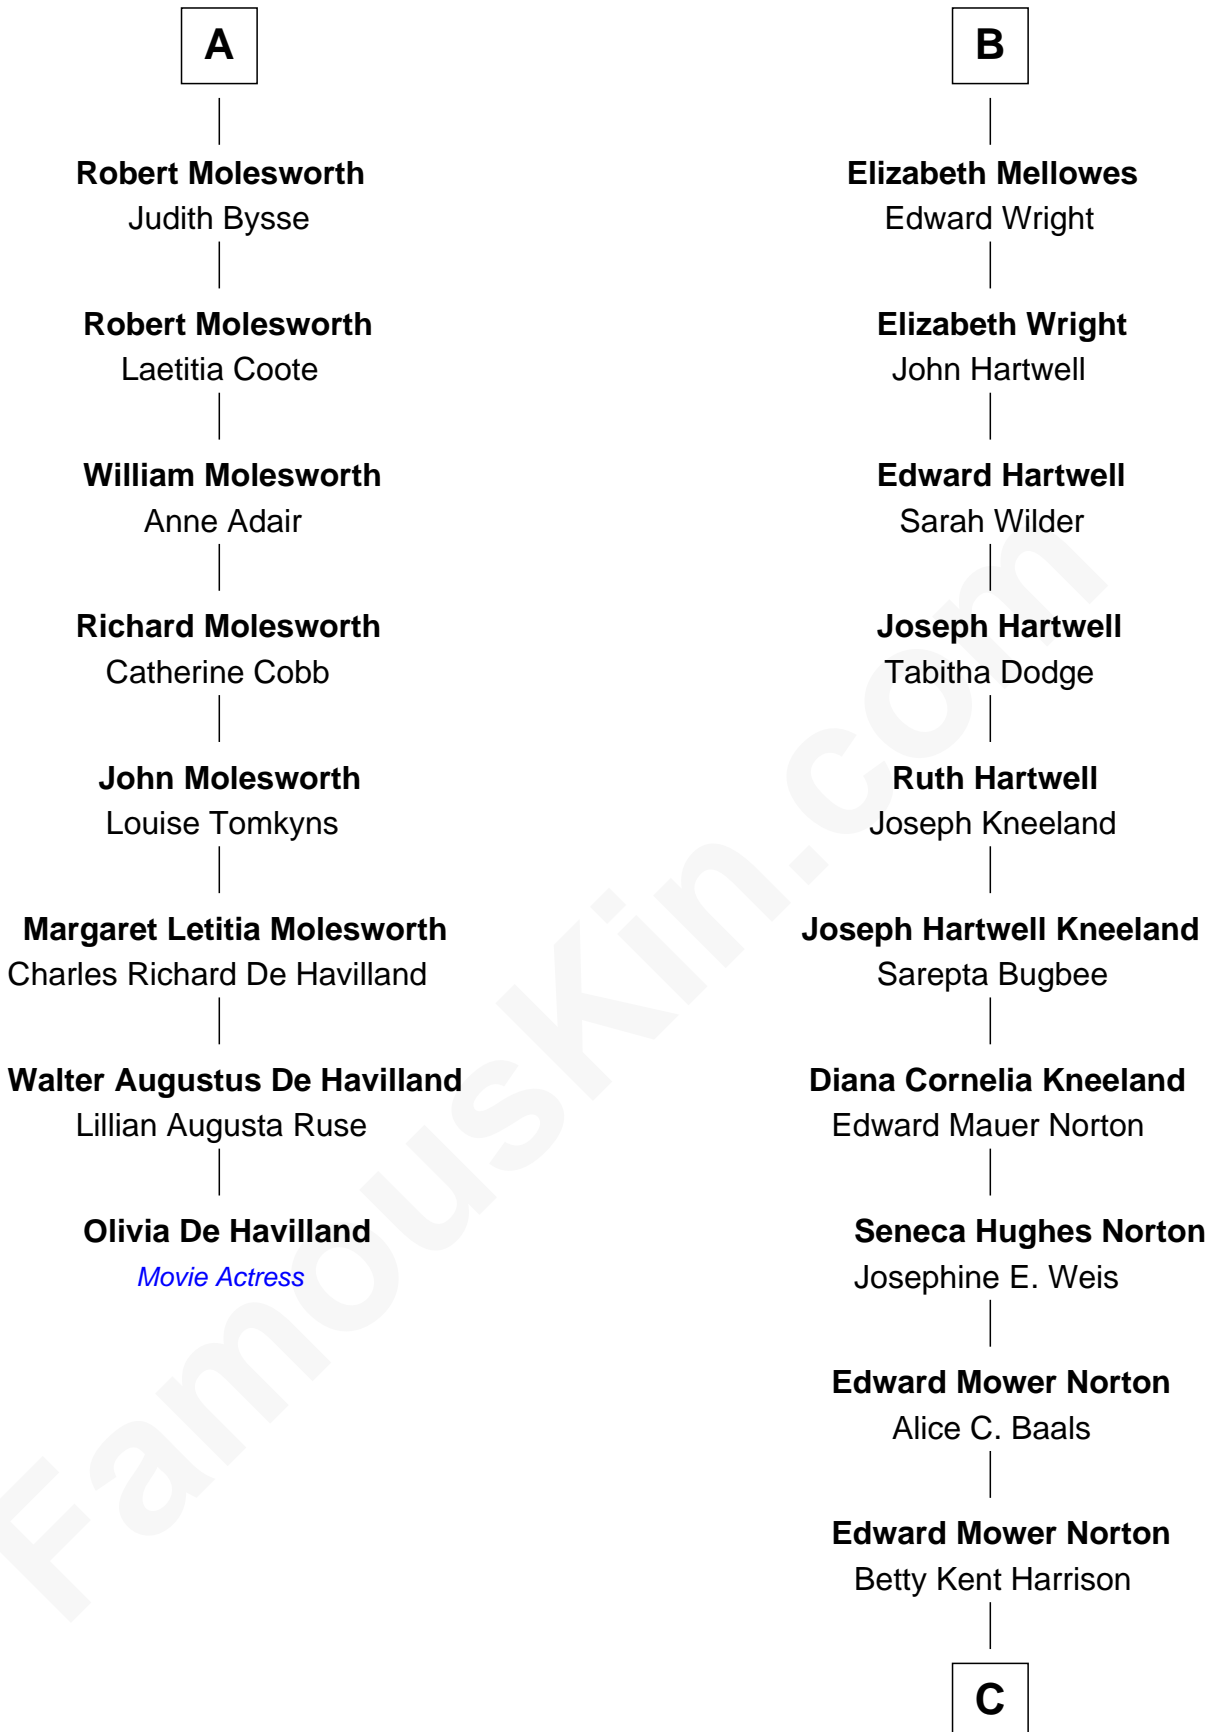 A
Robert Molesworth
Judith Bysse
Robert Molesworth
Laetitia Coote
William Molesworth
Anne Adair
Richard Molesworth
Catherine Cobb
John Molesworth
Louise Tomkyns
Margaret Letitia Molesworth
Charles Richard De Havilland
Walter Augustus De Havilland
Lillian Augusta Ruse
Olivia De Havilland
Movie Actress
B
Elizabeth Mellowes
Edward Wright
Elizabeth Wright
John Hartwell
Edward Hartwell
Sarah Wilder
Joseph Hartwell
Tabitha Dodge
Ruth Hartwell
Joseph Kneeland
Joseph Hartwell Kneeland
Sarepta Bugbee
Diana Cornelia Kneeland
Edward Mauer Norton
Seneca Hughes Norton
Josephine E. Weis
Edward Mower Norton
Alice C. Baals
Edward Mower Norton
Betty Kent Harrison
C
FamousKin.com